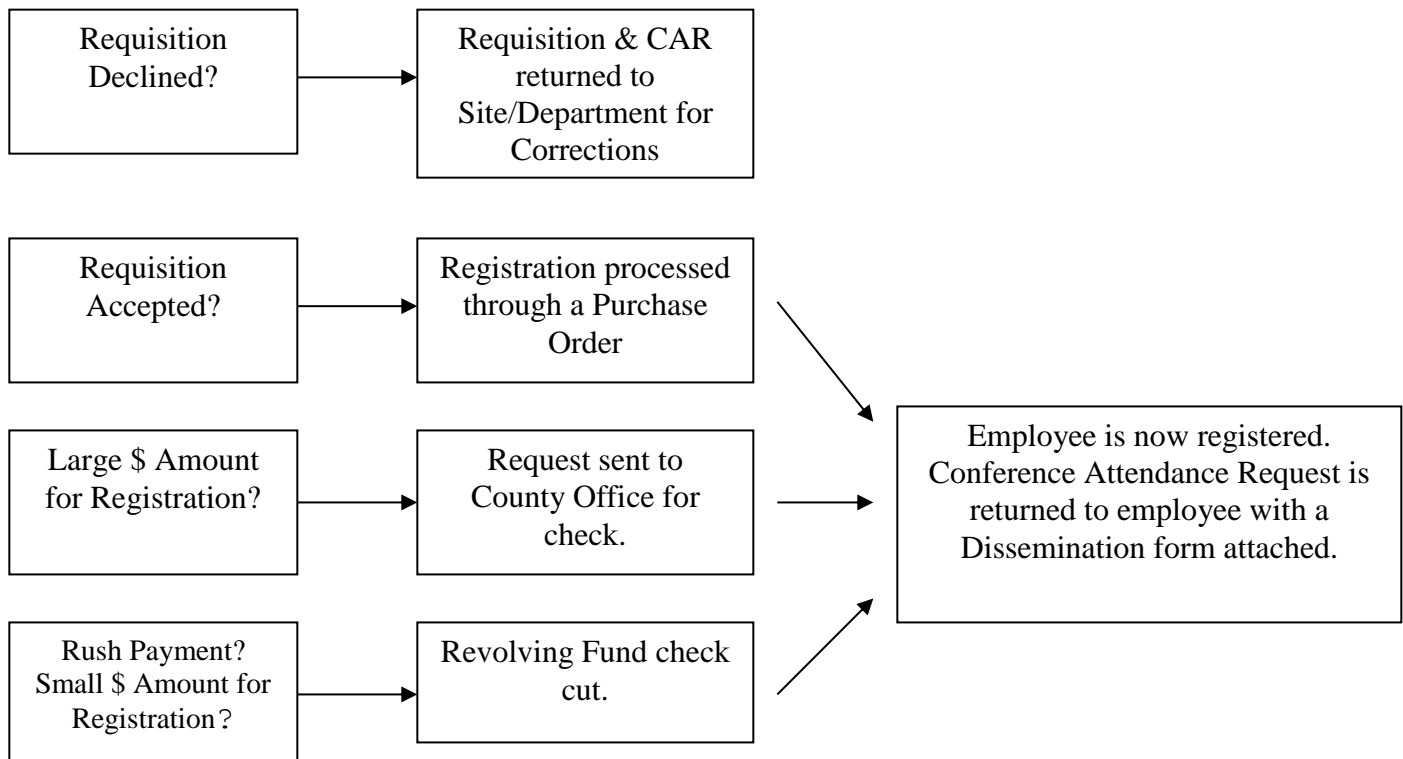 Requisition
Declined?
Requisition & CAR
returned to
Site/Department for
Corrections
Requisition
Accepted?
Registration processed
through a Purchase
Order
Large $ Amount
for Registration?
Request sent to
County Office for
check.
Rush Payment?
Small $ Amount for
Registration?
Revolving Fund check
cut.
Employee is now registered.
Conference Attendance Request is
returned to employee with a
Dissemination form attached.